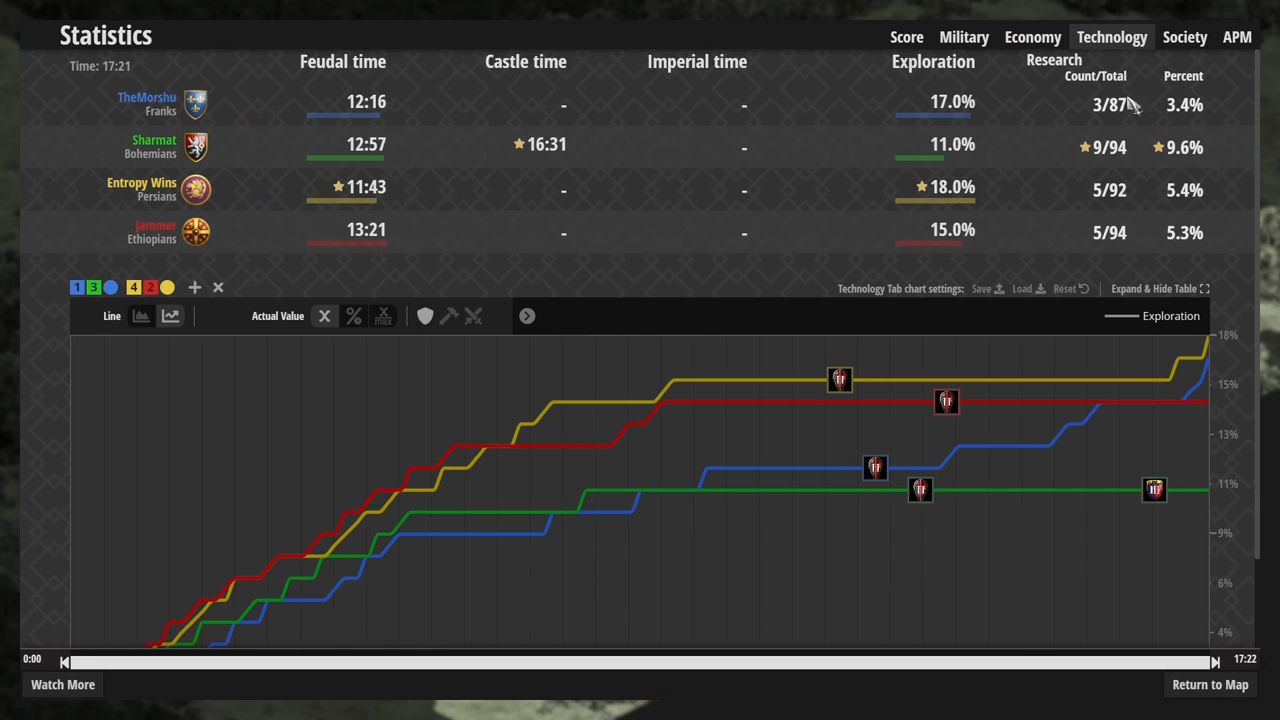 Statistics
Score Military Economy Technology Society APM
Time: 17:21
Feudal time Castle time Imperial time Exploration Research
Count/Total Percent
TheMorshu
Franks
12:16 - - 17.0% 3/87 3.4%
Sharmat
Bohemians
12:57 16:31 - 11.0% 9/94 9.6%
Entropy Wins
Persians
11:43 - - 18.0% 5/92 5.4%
Jammer
Ethiopians
13:21 - - 15.0% 5/94 5.3%
1 3 4 2
Technology Tab chart settings: Save Load Reset Expand & Hide Table
Line Actual Value X % X/max Exploration
18%
15%
13%
11%
9%
6%
4%
0:00 17:22
Watch More Return to Map